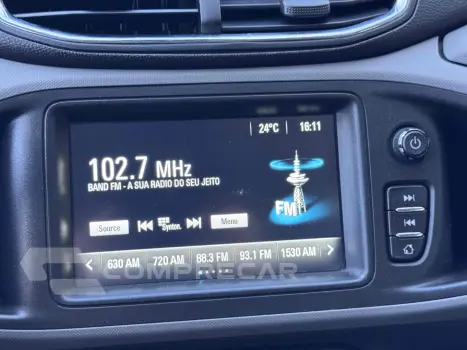 24°C 16:11
102.7 MHz
BAND FM - A SUA RADIO DO SEU JEITO
FM
Source Synton. Menu
630 AM 720 AM 88.3 FM 93.1 FM 1530 AM
COMPRECAR